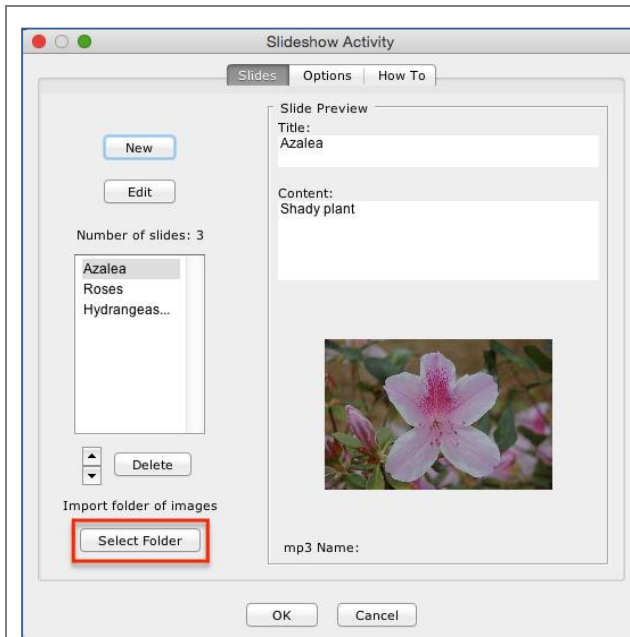 Slideshow Activity
Slides Options How To
New
Edit
Number of slides: 3
Azalea
Roses
Hydrangeas...
Delete
Import folder of images
Select Folder
Slide Preview
Title:
Azalea
Content:
Shady plant
mp3 Name:
OK Cancel